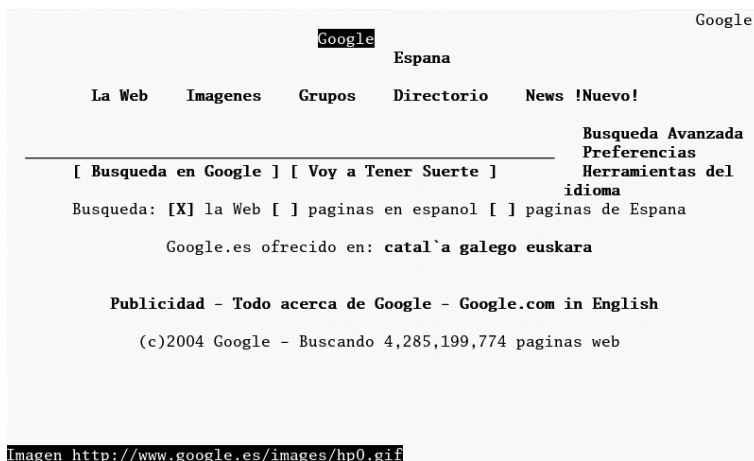 Google
Google
Espana
La Web Imagenes Grupos Directorio News !Nuevo!
Busqueda Avanzada
Preferencias
[ Busqueda en Google ] [ Voy a Tener Suerte ] Herramientas del
idioma
Busqueda: [X] la Web [ ] paginas en espanol [ ] paginas de Espana
Google.es ofrecido en: catal`a galego euskara
Publicidad - Todo acerca de Google - Google.com in English
(c)2004 Google - Buscando 4,285,199,774 paginas web
Imagen http://www.google.es/images/hp0.gif